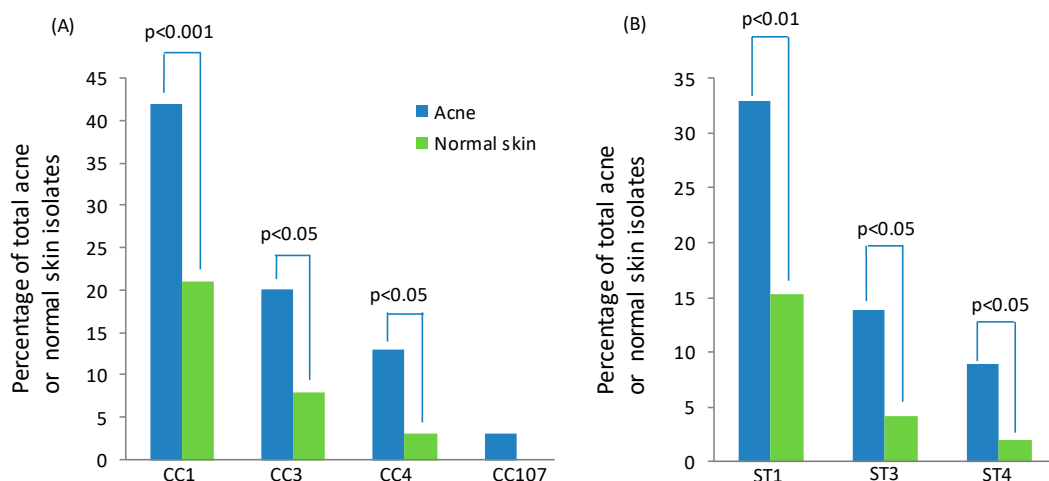 (A)
p<0.001
Percentage of total acne
or normal skin isolates
45
40
35
30
25
20
15
10
5
0
p<0.05
p<0.05
Acne
Normal skin
CC1 CC3 CC4 CC107
(B)
p<0.01
Percentage of total acne
or normal skin isolates
35
30
25
20
15
10
5
0
p<0.05
p<0.05
ST1 ST3 ST4